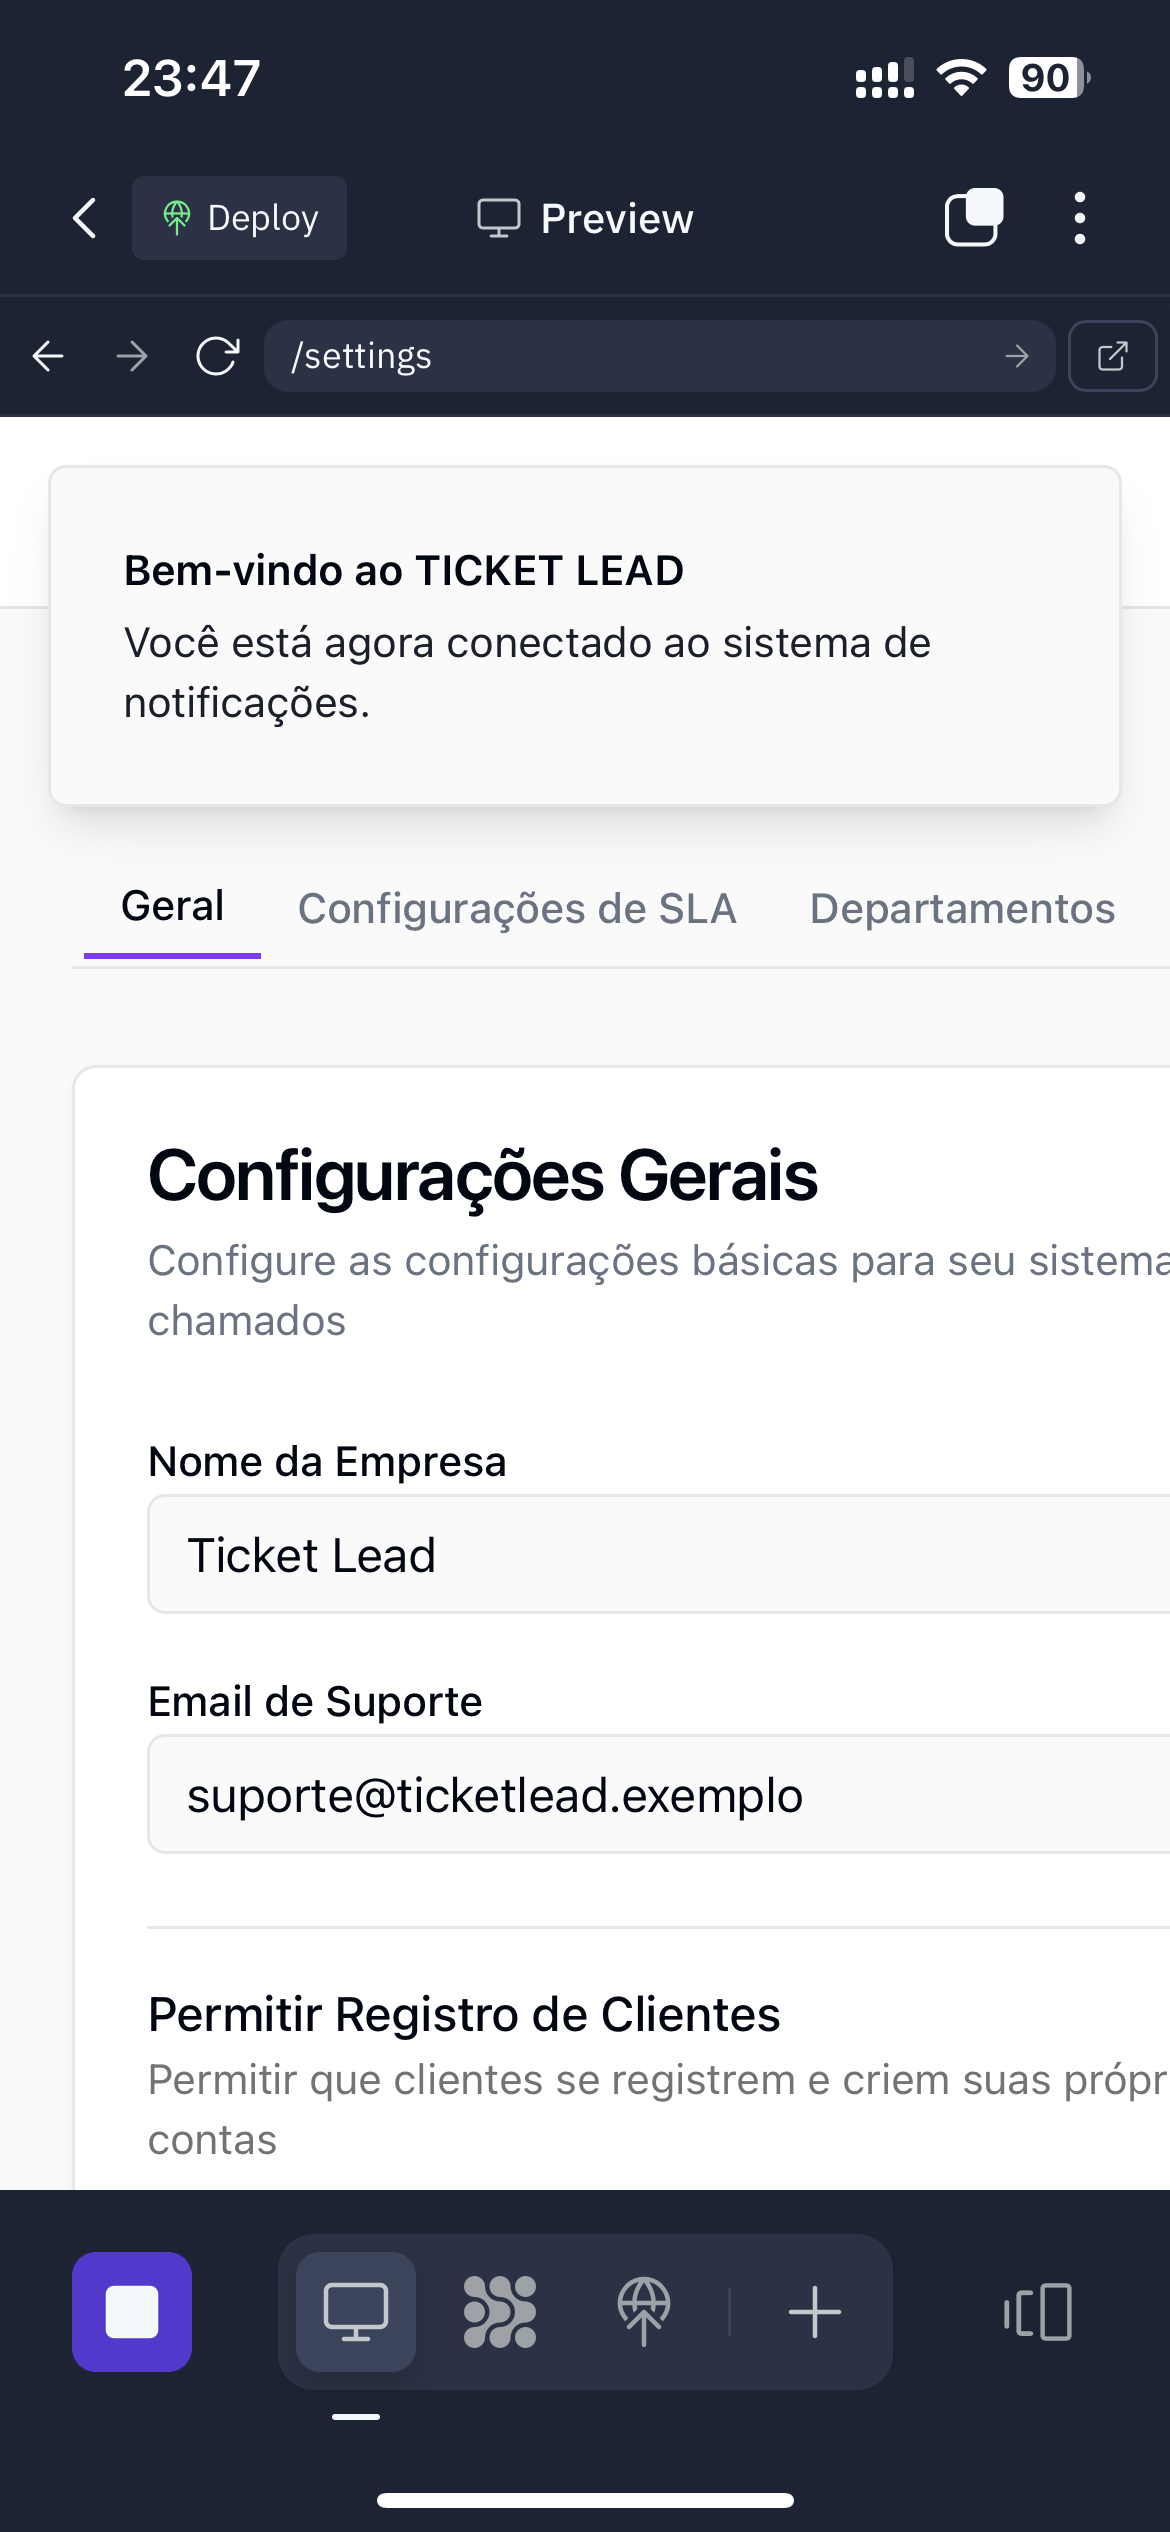 23:47
90
Deploy
Preview
/settings
Bem-vindo ao TICKET LEAD
Você está agora conectado ao sistema de
notificações.
Geral
Configurações de SLA
Departamentos
Configurações Gerais
Configure as configurações básicas para seu sistema
chamados
Nome da Empresa
Ticket Lead
Email de Suporte
suporte@ticketlead.exemplo
Permitir Registro de Clientes
Permitir que clientes se registrem e criem suas própr
contas